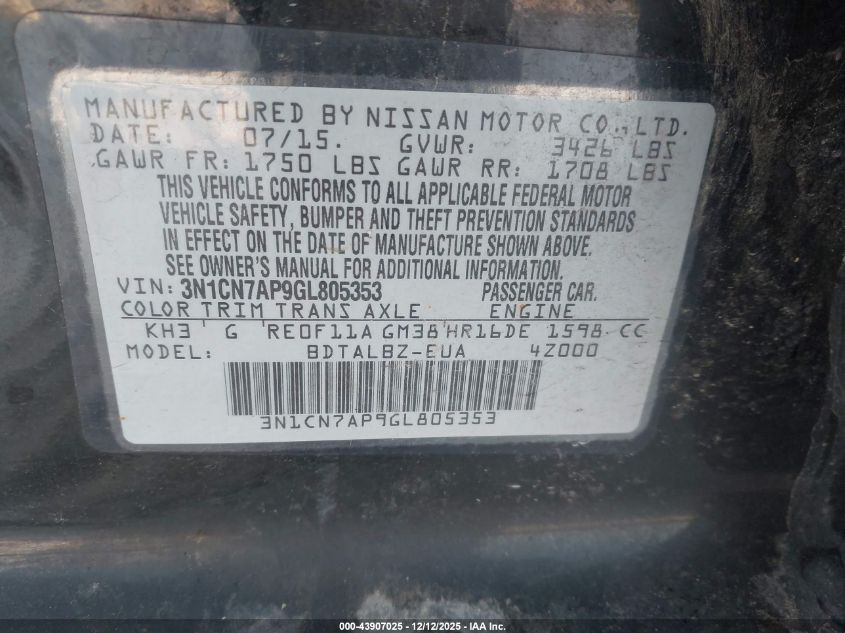 MANUFACTURED BY NISSAN MOTOR CO., LTD.
DATE: 07/15. GVWR: 3426 LBS
GAWR FR: 1750 LBS GAWR RR: 1708 LBS
THIS VEHICLE CONFORMS TO ALL APPLICABLE FEDERAL MOTOR
VEHICLE SAFETY, BUMPER AND THEFT PREVENTION STANDARDS
IN EFFECT ON THE DATE OF MANUFACTURE SHOWN ABOVE.
SEE OWNER'S MANUAL FOR ADDITIONAL INFORMATION.
VIN: 3N1CN7AP9GL805353 PASSENGER CAR.
COLOR TRIM TRANS AXLE ENGINE
KH3 G RE0F11A GM38 HR16DE 1598 CC
MODEL: BDTALBZ-EUA 4Z000
3N1CN7AP9GL805353
000-43907025 - 12/12/2025 - IAA Inc.